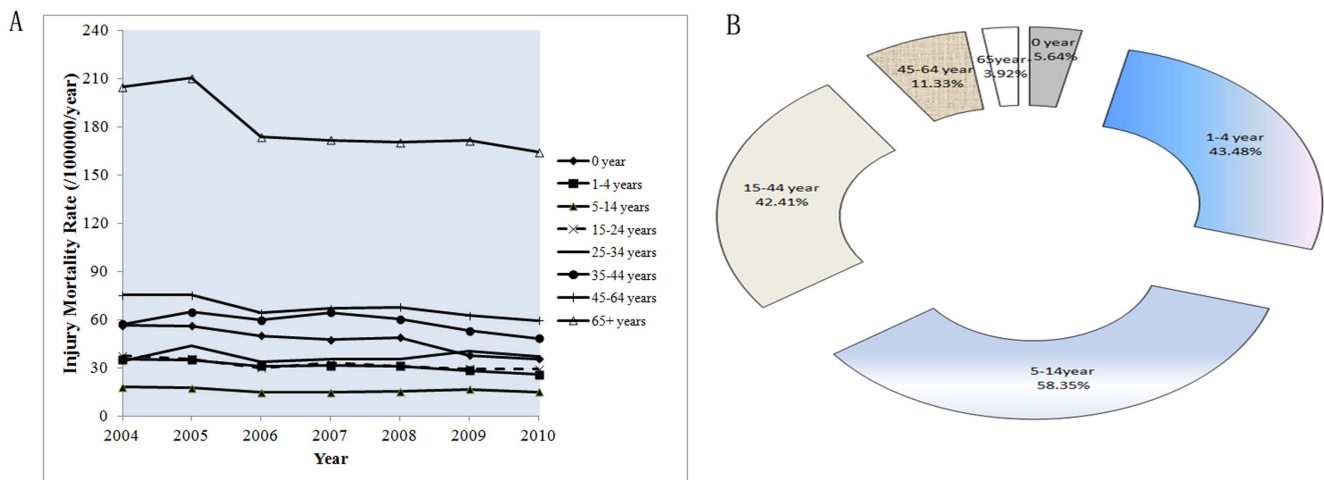 A
Injury Mortality Rate (/100000/year)
240
210
180
150
120
90
60
30
0
2004 2005 2006 2007 2008 2009 2010
Year
0 year
1-4 years
5-14 years
15-24 years
25-34 years
35-44 years
45-64 years
65+ years
B
0 year
5.64%
1-4 year
43.48%
5-14year
58.35%
15-44 year
42.41%
45-64 year
11.33%
65year-
3.92%